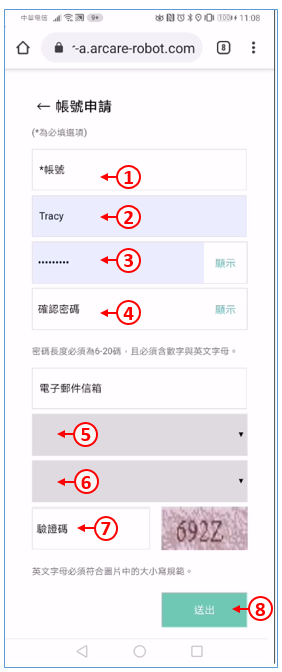 中華電信 9+ 100 11:08
r-a.arcare-robot.com 8
← 帳號申請
(*為必填選項)
*帳號 ①
Tracy ②
••••••••• ③ 顯示
確認密碼 ④ 顯示
密碼長度必須為6-20碼，且必須含數字與英文字母。
電子郵件信箱
⑤
⑥
驗證碼 ⑦ 692Z
英文字母必須符合圖片中的大小寫規範。
送出 ⑧